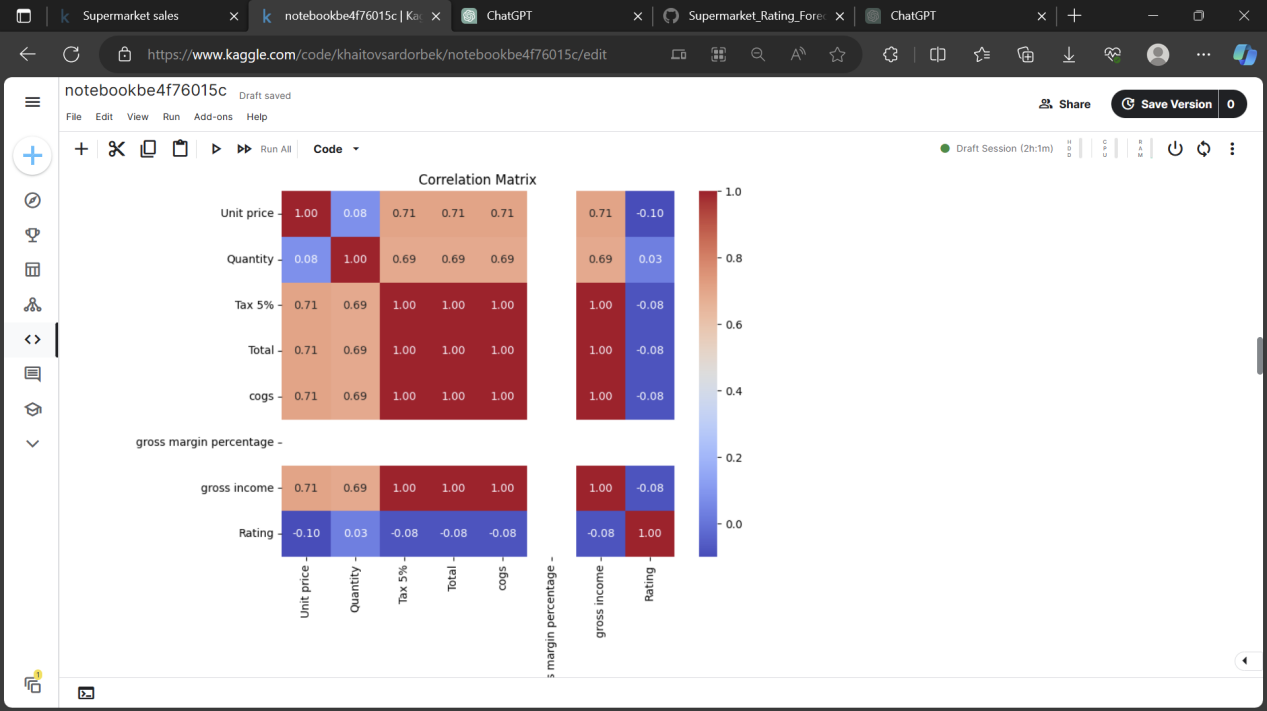 Supermarket sales
notebookbe4f76015c | Ka
ChatGPT
Supermarket_Rating_Forec
ChatGPT
https://www.kaggle.com/code/khaitovsardorbek/notebookbe4f76015c/edit
notebookbe4f76015c
Draft saved
File Edit View Run Add-ons Help
Share
Save Version 0
Run All
Code
Draft Session (2h:1m)
HDD
CPU
RAM
Correlation Matrix
Unit price 1.00 0.08 0.71 0.71 0.71 0.71 -0.10
Quantity 0.08 1.00 0.69 0.69 0.69 0.69 0.03
Tax 5% 0.71 0.69 1.00 1.00 1.00 1.00 -0.08
Total 0.71 0.69 1.00 1.00 1.00 1.00 -0.08
cogs 0.71 0.69 1.00 1.00 1.00 1.00 -0.08
gross margin percentage
gross income 0.71 0.69 1.00 1.00 1.00 1.00 -0.08
Rating -0.10 0.03 -0.08 -0.08 -0.08 -0.08 1.00
Unit price
Quantity
Tax 5%
Total
cogs
s margin percentage
gross income
Rating
1.0
0.8
0.6
0.4
0.2
0.0
1